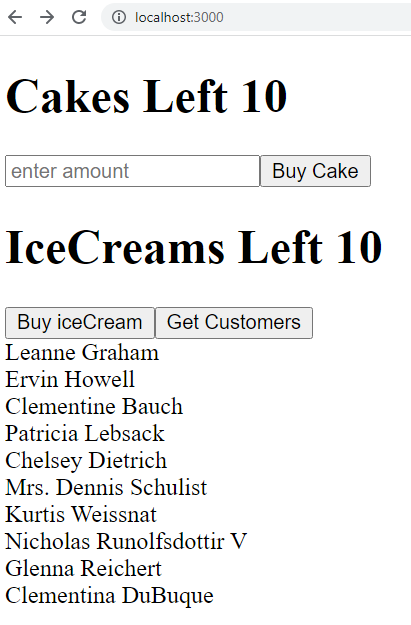 localhost:3000
Cakes Left 10
enter amount Buy Cake
IceCreams Left 10
Buy iceCream Get Customers
Leanne Graham
Ervin Howell
Clementine Bauch
Patricia Lebsack
Chelsey Dietrich
Mrs. Dennis Schulist
Kurtis Weissnat
Nicholas Runolfsdottir V
Glenna Reichert
Clementina DuBuque